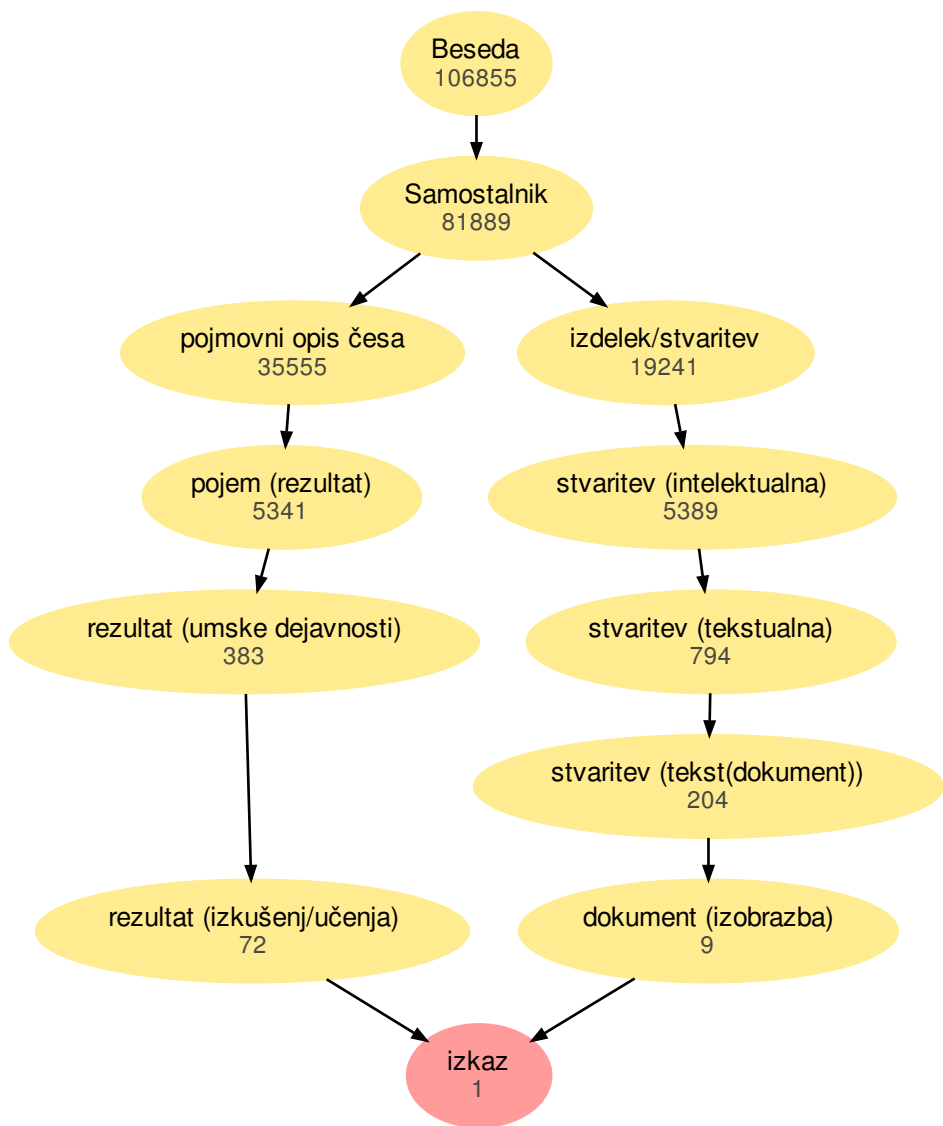 Beseda
106855
Samostalnik
81889
pojmovni opis česa
35555
izdelek/stvaritev
19241
pojem (rezultat)
5341
stvaritev (intelektualna)
5389
rezultat (umske dejavnosti)
383
stvaritev (tekstualna)
794
stvaritev (tekst(dokument))
204
rezultat (izkušenj/učenja)
72
dokument (izobrazba)
9
izkaz
1